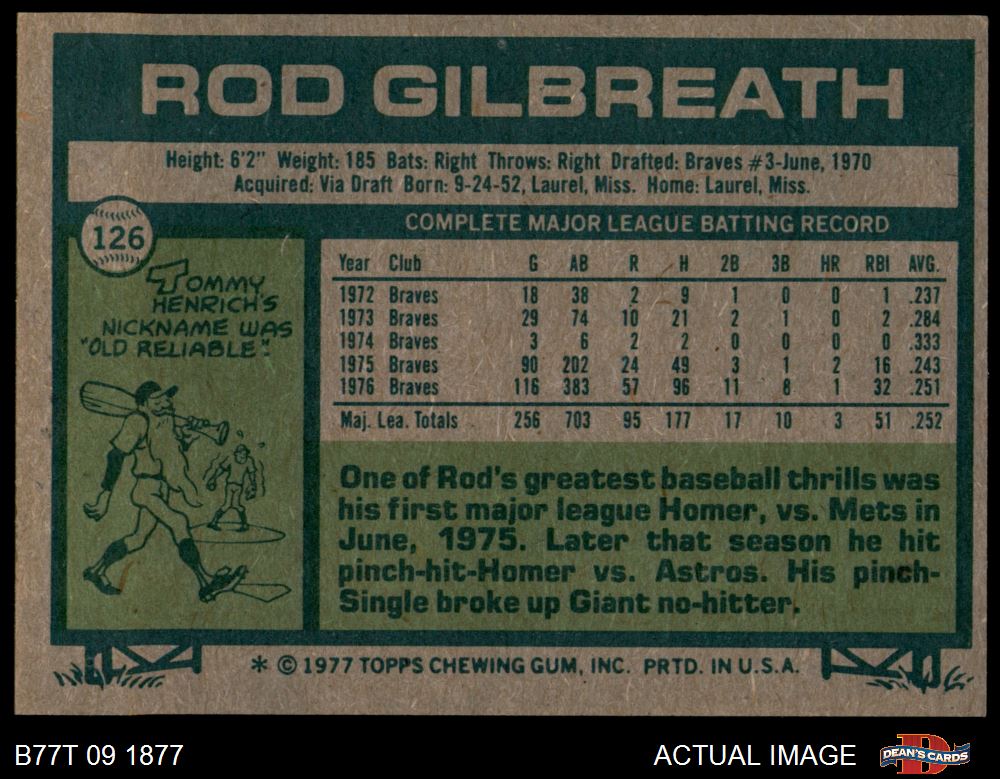 ROD GILBREATH
Height: 6'2" Weight: 185 Bats: Right Throws: Right Drafted: Braves #3-June, 1970
Acquired: Via Draft Born: 9-24-52, Laurel, Miss. Home: Laurel, Miss.
126
TOMMY
HENRICH'S
NICKNAME WAS
"OLD RELIABLE".
COMPLETE MAJOR LEAGUE BATTING RECORD
Year Club G AB R H 2B 3B HR RBI AVG.
1972 Braves 18 38 2 9 1 0 0 1 .237
1973 Braves 29 74 10 21 2 1 0 2 .284
1974 Braves 3 6 2 2 0 0 0 0 .333
1975 Braves 90 202 24 49 3 1 2 16 .243
1976 Braves 116 383 57 96 11 8 1 32 .251
Maj. Lea. Totals 256 703 95 177 17 10 3 51 .252
One of Rod's greatest baseball thrills was
his first major league Homer, vs. Mets in
June, 1975. Later that season he hit
pinch-hit-Homer vs. Astros. His pinch-
Single broke up Giant no-hitter.
* © 1977 TOPPS CHEWING GUM, INC. PRTD. IN U.S.A.
B77T 09 1877
ACTUAL IMAGE
D
DEAN'S CARDS